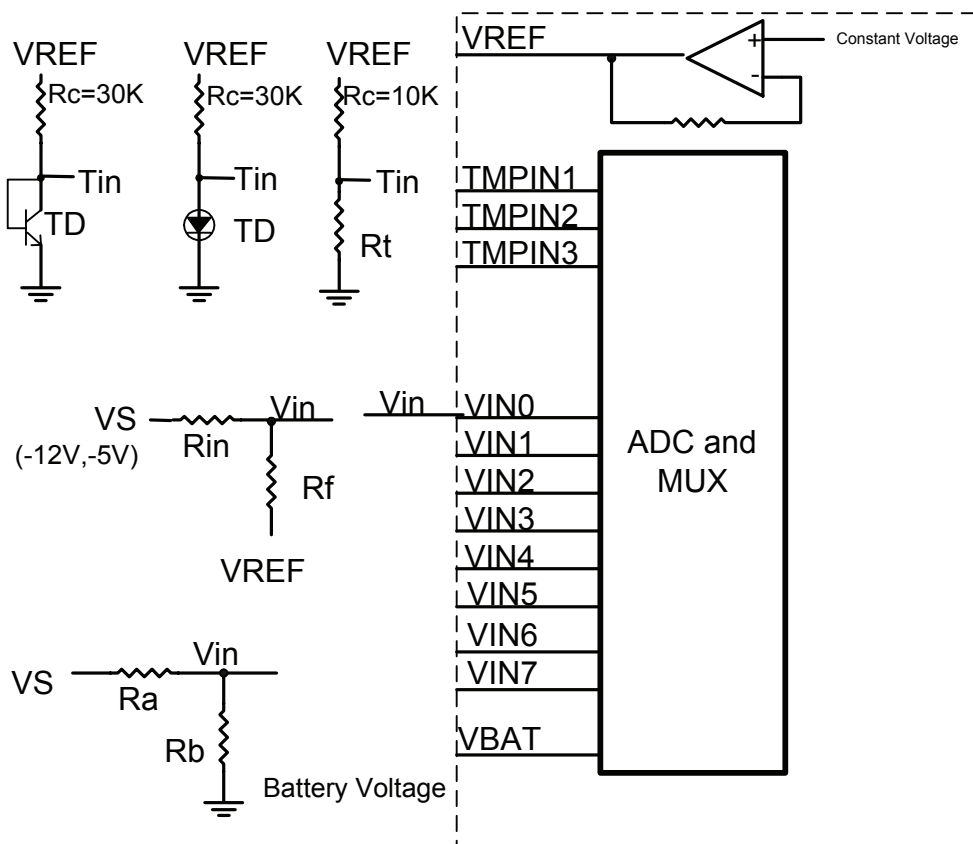 VREF
Rc=30K
Tin
TD
VREF
Rc=30K
Tin
TD
VREF
Rc=10K
Tin
Rt
VREF
+
-
Constant Voltage
TMPIN1
TMPIN2
TMPIN3
VS
(-12V,-5V)
Rin
Vin
Rf
VREF
Vin
VIN0
VIN1
VIN2
VIN3
VIN4
VIN5
VIN6
VIN7
VBAT
ADC and
MUX
VS
Ra
Vin
Rb
Battery Voltage